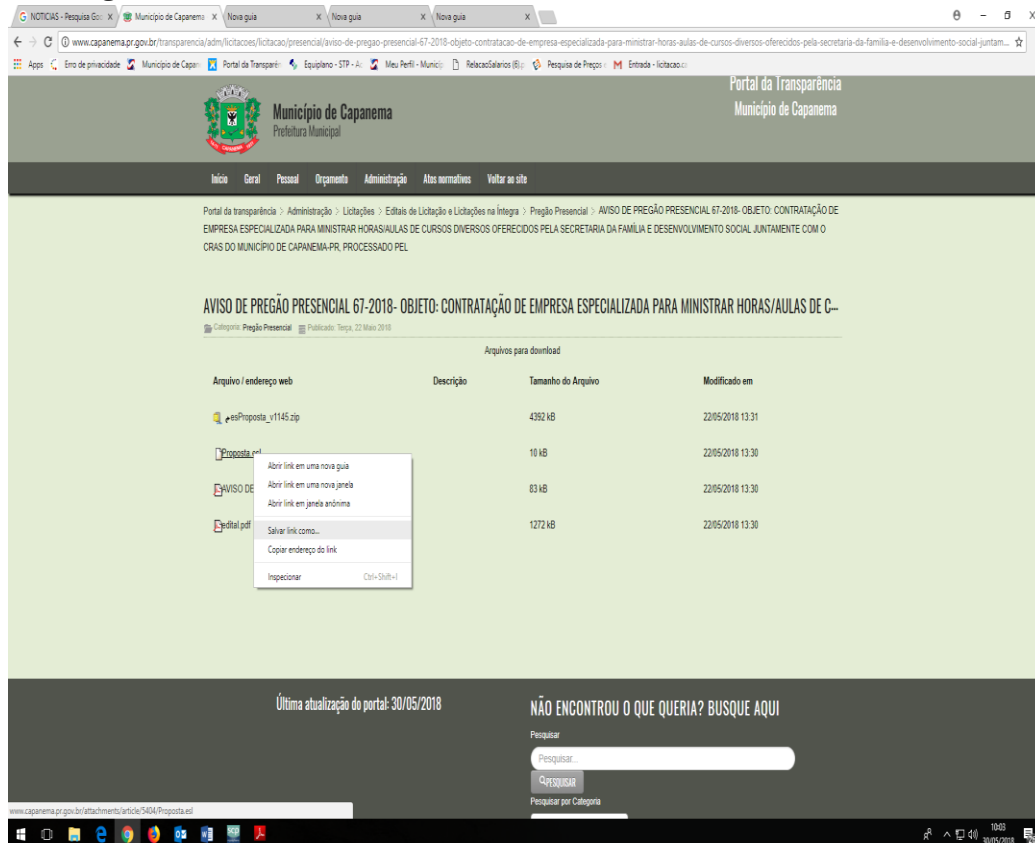 NOTICIAS - Pesquisa Goo
Município de Capanema
Nova guia
Nova guia
Nova guia
www.capanema.pr.gov.br/transparencia/adm/licitacoes/licitacao/presencial/aviso-de-pregao-presencial-67-2018-objeto-contratacao-de-empresa-especializada-para-ministrar-horas-aulas-de-cursos-diversos-oferecidos-pela-secretaria-da-familia-e-desenvolvimento-social-juntam...
Apps
Erro de privacidade
Município de Capan
Portal da Transparên
Equiplano - STP - Ac
Meu Perfil - Municíp
RelacaoSalarios (6).p
Pesquisa de Preços e
Entrada - licitacao.c
Portal da Transparência
Município de Capanema
CAPANEMA
Município de Capanema
Prefeitura Municipal
Início Geral Pessoal Orçamento Administração Atos normativos Voltar ao site
Portal da transparência > Administração > Licitações > Editais de Licitação e Licitações na Íntegra > Pregão Presencial > AVISO DE PREGÃO PRESENCIAL 67-2018- OBJETO: CONTRATAÇÃO DE
EMPRESA ESPECIALIZADA PARA MINISTRAR HORAS/AULAS DE CURSOS DIVERSOS OFERECIDOS PELA SECRETARIA DA FAMÍLIA E DESENVOLVIMENTO SOCIAL JUNTAMENTE COM O
CRAS DO MUNICÍPIO DE CAPANEMA-PR, PROCESSADO PEL
AVISO DE PREGÃO PRESENCIAL 67-2018- OBJETO: CONTRATAÇÃO DE EMPRESA ESPECIALIZADA PARA MINISTRAR HORAS/AULAS DE C...
Categoria: Pregão Presencial Publicado: Terça, 22 Maio 2018
Arquivos para download
Arquivo / endereço web Descrição Tamanho do Arquivo Modificado em
esProposta_v1145.zip 4392 kB 22/05/2018 13:31
Proposta.esl 10 kB 22/05/2018 13:30
AVISO DE 83 kB 22/05/2018 13:30
edital.pdf 1272 kB 22/05/2018 13:30
Abrir link em uma nova guia
Abrir link em uma nova janela
Abrir link em janela anônima
Salvar link como...
Copiar endereço do link
Inspecionar Ctrl+Shift+I
Última atualização do portal: 30/05/2018
NÃO ENCONTROU O QUE QUERIA? BUSQUE AQUI
Pesquisar
Pesquisar...
PESQUISAR
Pesquisar por Categoria
www.capanema.pr.gov.br/attachments/article/5404/Proposta.esl
10:03
30/05/2018